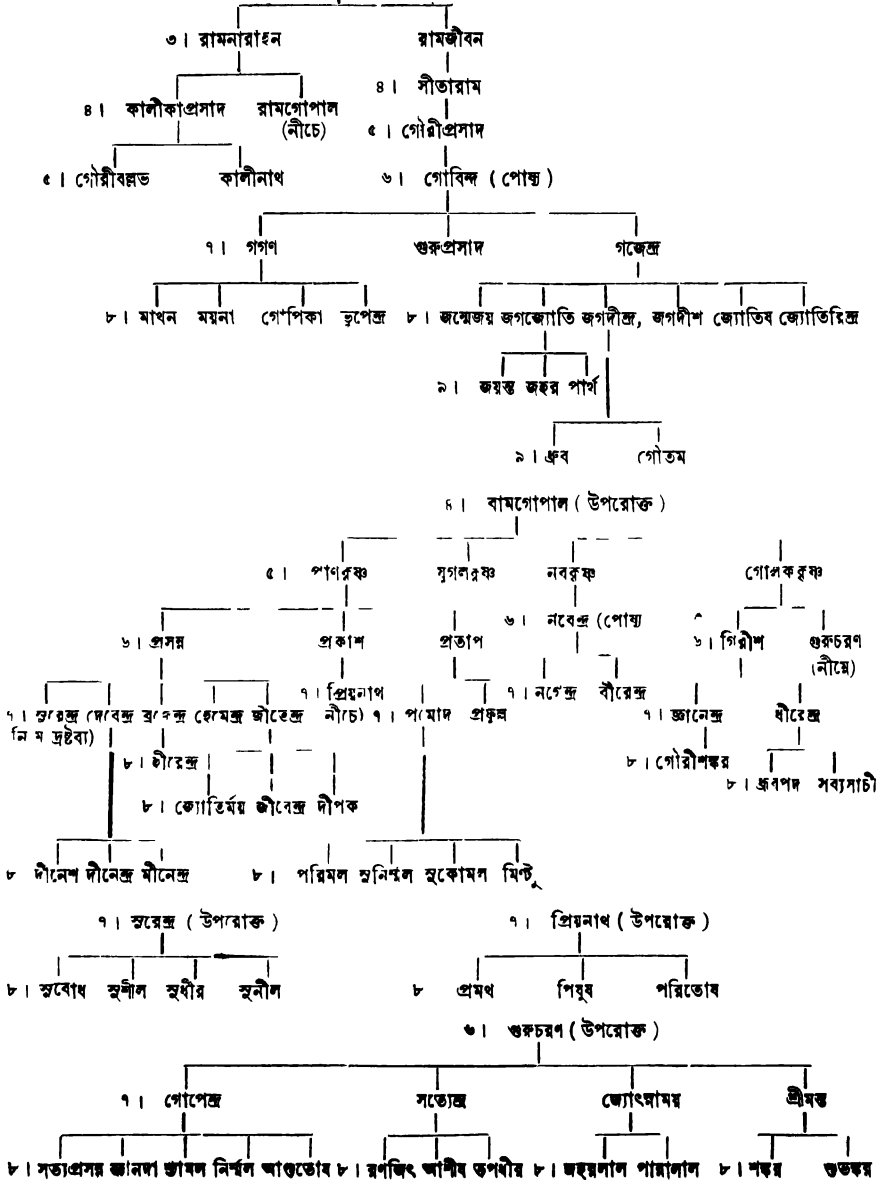 ৩। রামনারায়ন রামজীবন
৪। সীতারাম
৪। কালীকাপ্রসাদ রামগোপাল
(নীচে)
৫। গৌরীপ্রসাদ
৫। গৌরীবল্লভ কালীনাথ ৬। গোবিন্দ (পোষ্য)
৭। গগণ গুরুপ্রসাদ গজেন্দ্র
৮। মাখন ময়না গোপিকা ভূপেন্দ্র ৮। জন্মেজয় জগজ্যোতি জগদীন্দ্র, জগদীশ জ্যোতিষ জ্যোতিরিন্দ্র
৯। জয়ন্ত জহর পার্থ
৯। ধ্রুব গৌতম
৪। রামগোপাল (উপরোক্ত)
৫। প্রাণকৃষ্ণ যুগলকৃষ্ণ নবকৃষ্ণ গোলককৃষ্ণ
৬। নবেন্দ্র (পোষ্য
৬। প্রসন্ন প্রকাশ প্রতাপ ৬। গিরীশ গুরুচরণ
(নীম্নে)
৭। প্রিয়নাথ ৭। নগেন্দ্র বীরেন্দ্র
৭। সুরেন্দ্র দেবেন্দ্র হেমেন্দ্র জীতেন্দ্র নীচে) ৭। প্রমোদ প্রফুল্ল ৭। জ্ঞানেন্দ্র ধীরেন্দ্র
নিম্ন দ্রষ্টব্য)
৮। হীরেন্দ্র ৮। গৌরীশঙ্কর
৮। ধ্রুবপদ সব্যসাচী
৮। জ্যোতির্ময় জীবেন্দ্র দীপক
৮ দীনেশ দীনেন্দ্র মীনেন্দ্র ৮। পরিমল সুনির্ম্মল সুকোমল মিন্টু
৭। সুরেন্দ্র (উপরোক্ত) ৭। প্রিয়নাথ (উপরোক্ত)
৮। সুবোধ সুশীল সুধীর সুনীল ৮ প্রমথ পিযুষ পরিতোষ
৬। গুরুচরণ (উপরোক্ত)
৭। গোপেন্দ্র সত্যেন্দ্র জ্যোৎস্নাময় শ্রীমন্ত
৮। সত্যপ্রসন্ন জ্ঞানদা শ্যামল নির্ম্মল আশুতোষ ৮। রণজিৎ আশীষ তপধীর ৮। জহরলাল পান্নালাল ৮। শঙ্কর শুভঙ্কর